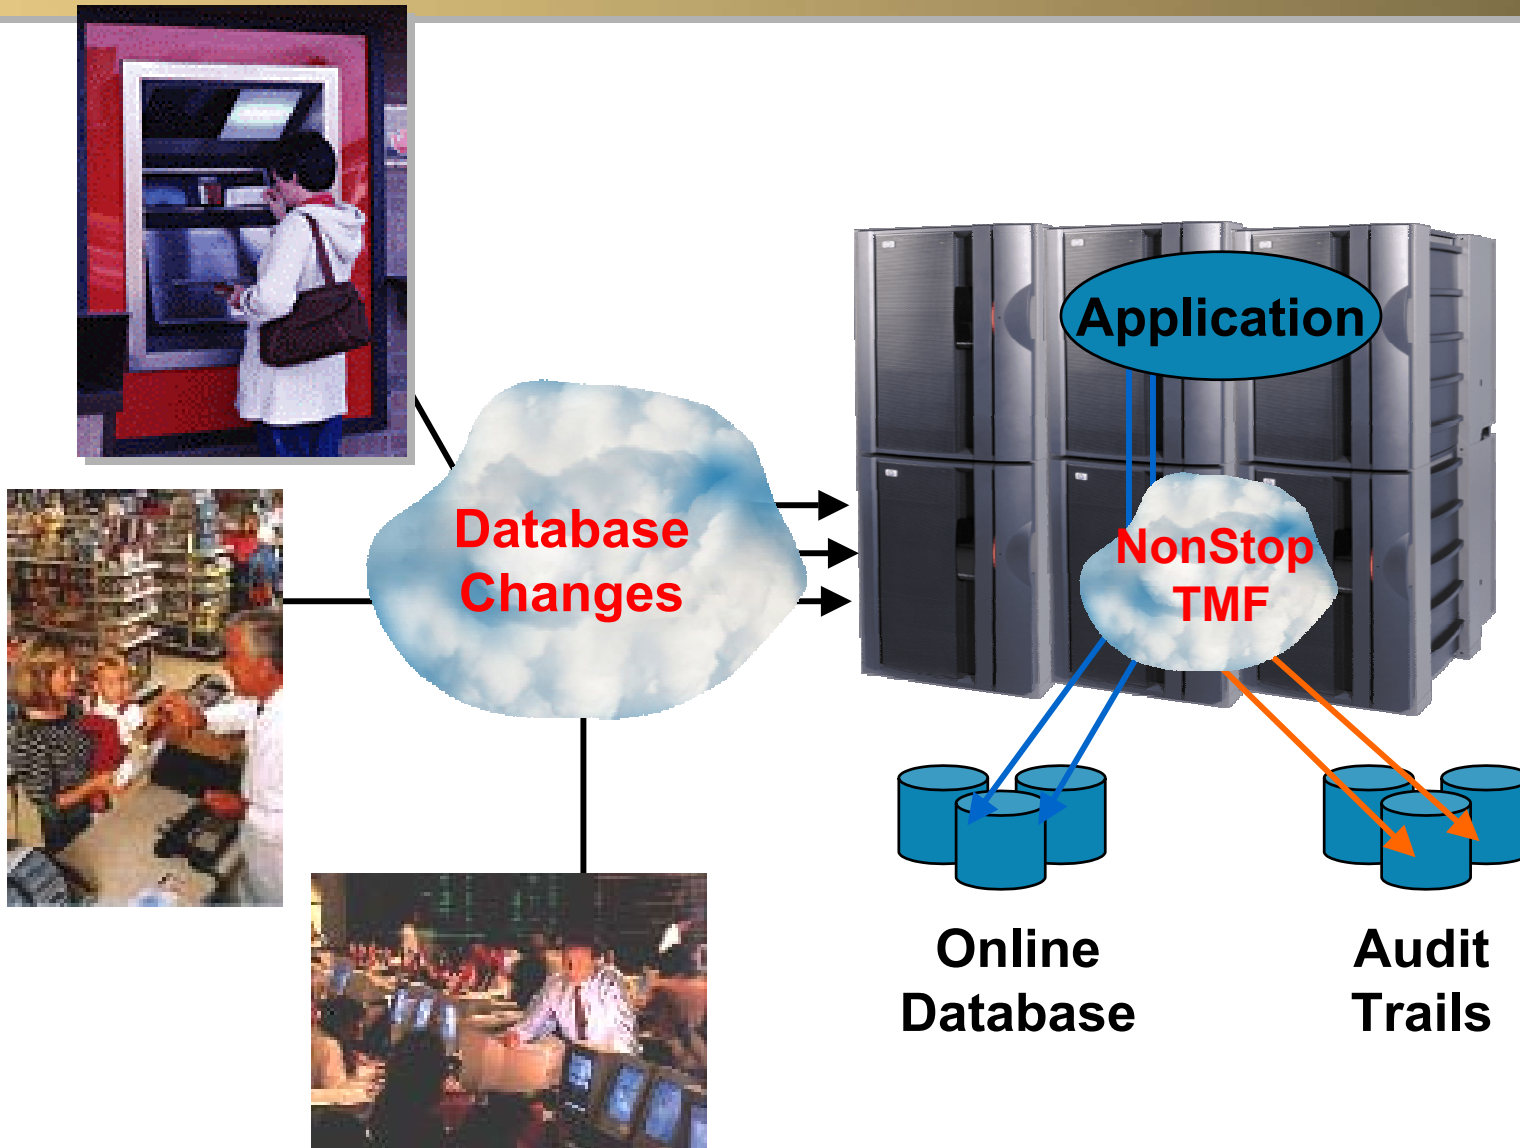 Application
Database
Changes
NonStop
TMF
Online
Database
Audit
Trails